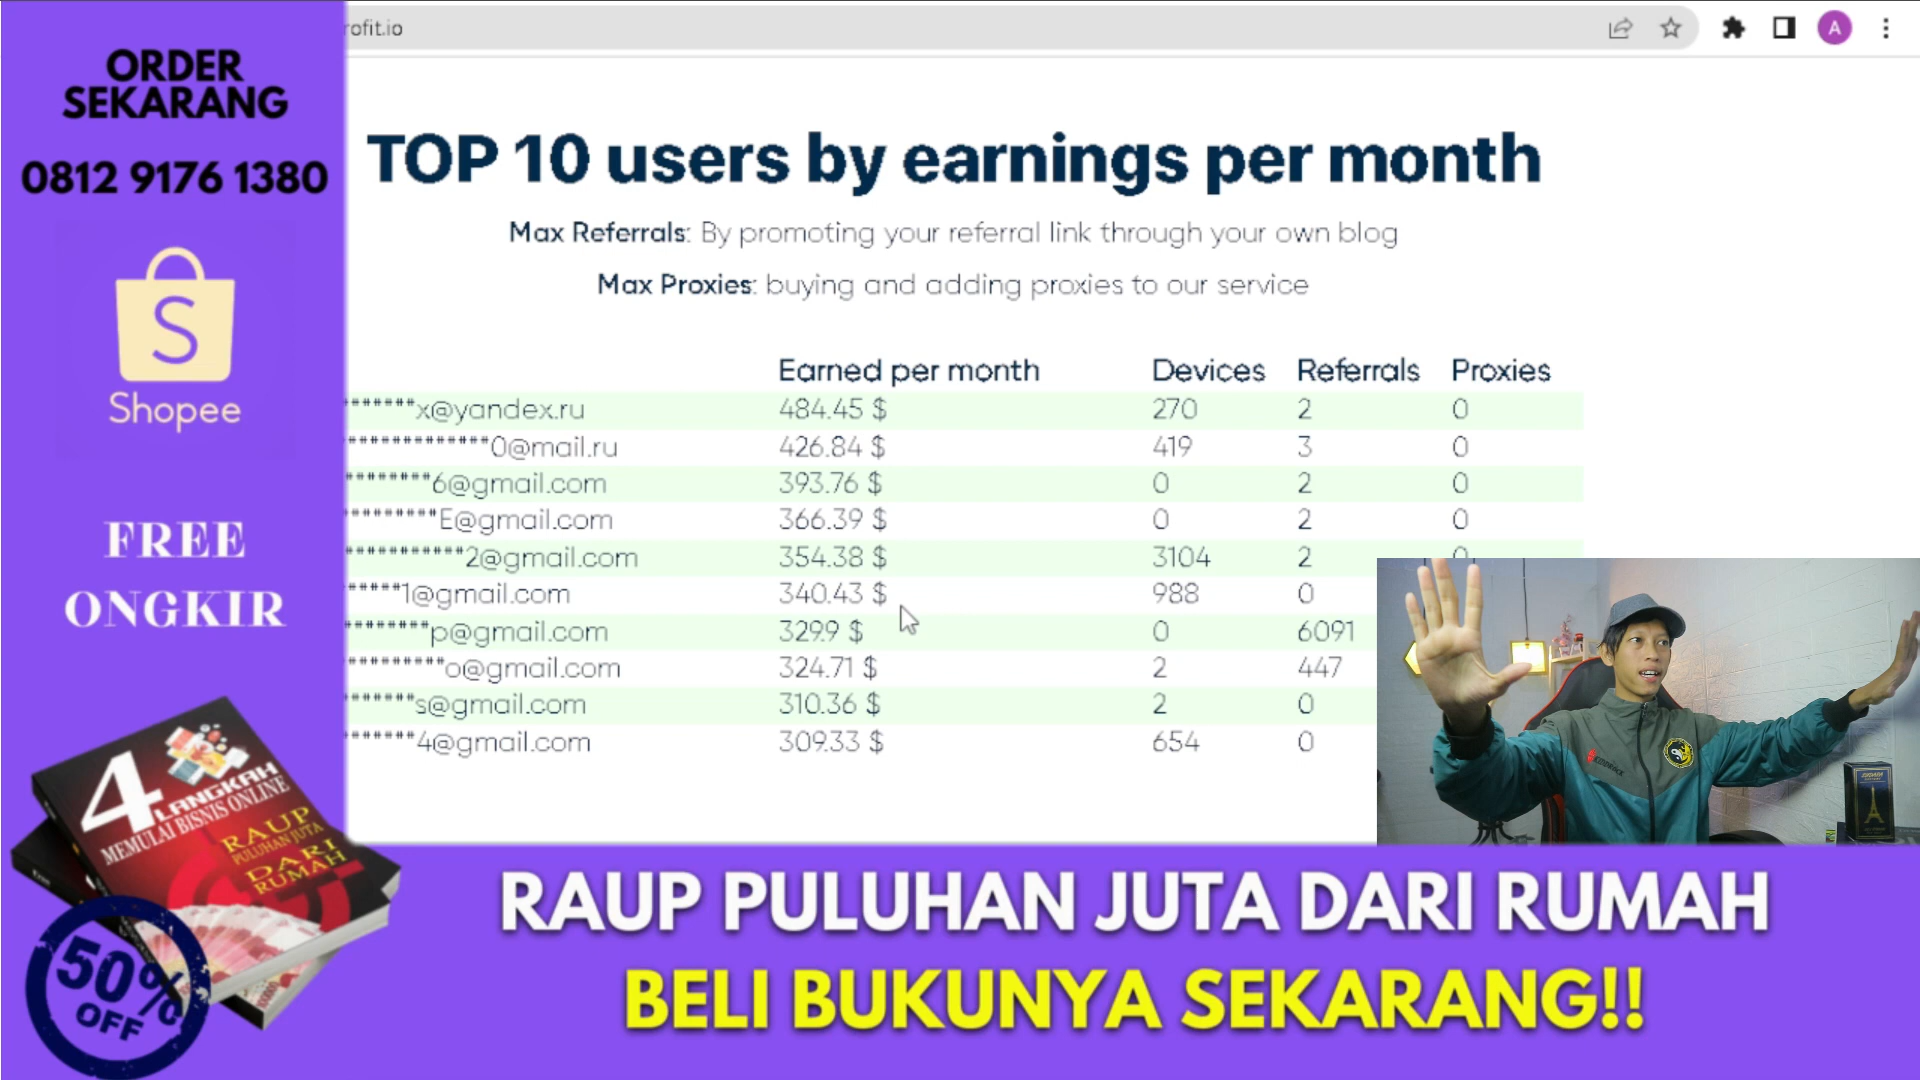 ORDER
SEKARANG
0812 9176 1380
S
Shopee
FREE
ONGKIR
4
LANGKAH
MEMULAI BISNIS ONLINE
RAUP
PULUHAN JUTA
DARI
RUMAH
50%
OFF
rofit.io
A
TOP 10 users by earnings per month
Max Referrals: By promoting your referral link through your own blog
Max Proxies: buying and adding proxies to our service
Earned per month Devices Referrals Proxies
*******x@yandex.ru 484.45 $ 270 2 0
**************0@mail.ru 426.84 $ 419 3 0
********6@gmail.com 393.76 $ 0 2 0
*********E@gmail.com 366.39 $ 0 2 0
***********2@gmail.com 354.38 $ 3104 2 0
*****1@gmail.com 340.43 $ 988 0
********p@gmail.com 329.9 $ 0 6091
*********o@gmail.com 324.71 $ 2 447
*******s@gmail.com 310.36 $ 2 0
*******4@gmail.com 309.33 $ 654 0
RAUP PULUHAN JUTA DARI RUMAH
BELI BUKUNYA SEKARANG!!